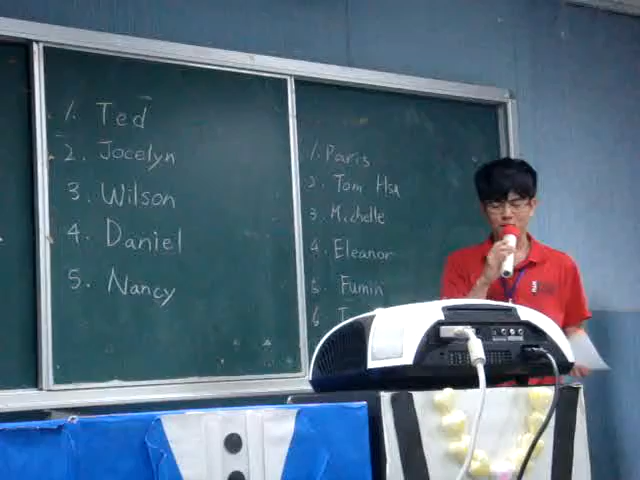 1. Ted
2. Jocelyn
3. Wilson
4. Daniel
5. Nancy
1. Paris
2. Tom Hsu
3. Michelle
4. Eleanor
5. Fumin
6